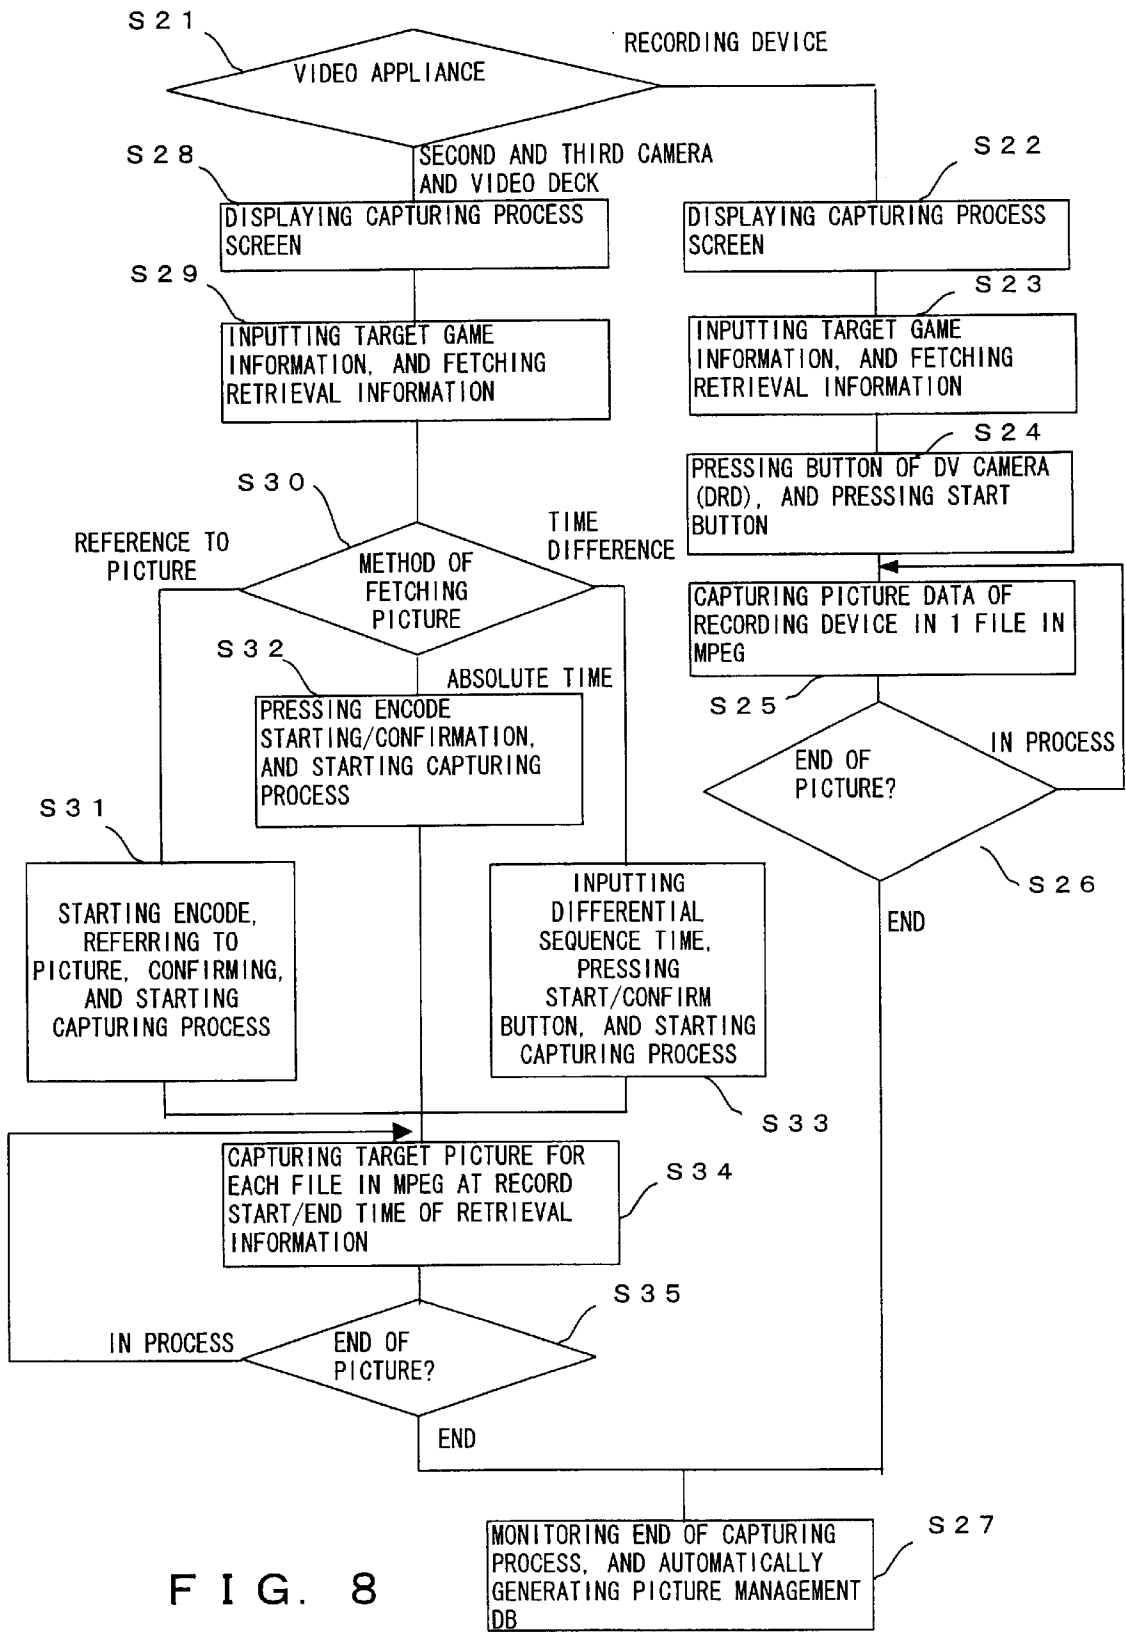 S21
VIDEO APPLIANCE
RECORDING DEVICE
SECOND AND THIRD CAMERA
AND VIDEO DECK
S28
DISPLAYING CAPTURING PROCESS
SCREEN
S22
DISPLAYING CAPTURING PROCESS
SCREEN
S29
INPUTTING TARGET GAME
INFORMATION, AND FETCHING
RETRIEVAL INFORMATION
S23
INPUTTING TARGET GAME
INFORMATION, AND FETCHING
RETRIEVAL INFORMATION
S24
PRESSING BUTTON OF DV CAMERA
(DRD), AND PRESSING START
BUTTON
S30
METHOD OF
FETCHING
PICTURE
REFERENCE TO
PICTURE
TIME
DIFFERENCE
ABSOLUTE TIME
CAPTURING PICTURE DATA OF
RECORDING DEVICE IN 1 FILE IN
MPEG
S25
S32
PRESSING ENCODE
STARTING/CONFIRMATION,
AND STARTING CAPTURING
PROCESS
END OF
PICTURE?
IN PROCESS
S26
END
S31
STARTING ENCODE,
REFERRING TO
PICTURE, CONFIRMING,
AND STARTING
CAPTURING PROCESS
INPUTTING
DIFFERENTIAL
SEQUENCE TIME,
PRESSING
START/CONFIRM
BUTTON, AND STARTING
CAPTURING PROCESS
S33
CAPTURING TARGET PICTURE FOR
EACH FILE IN MPEG AT RECORD
START/END TIME OF RETRIEVAL
INFORMATION
S34
S35
END OF
PICTURE?
IN PROCESS
END
S27
MONITORING END OF CAPTURING
PROCESS, AND AUTOMATICALLY
GENERATING PICTURE MANAGEMENT
DB
FIG. 8